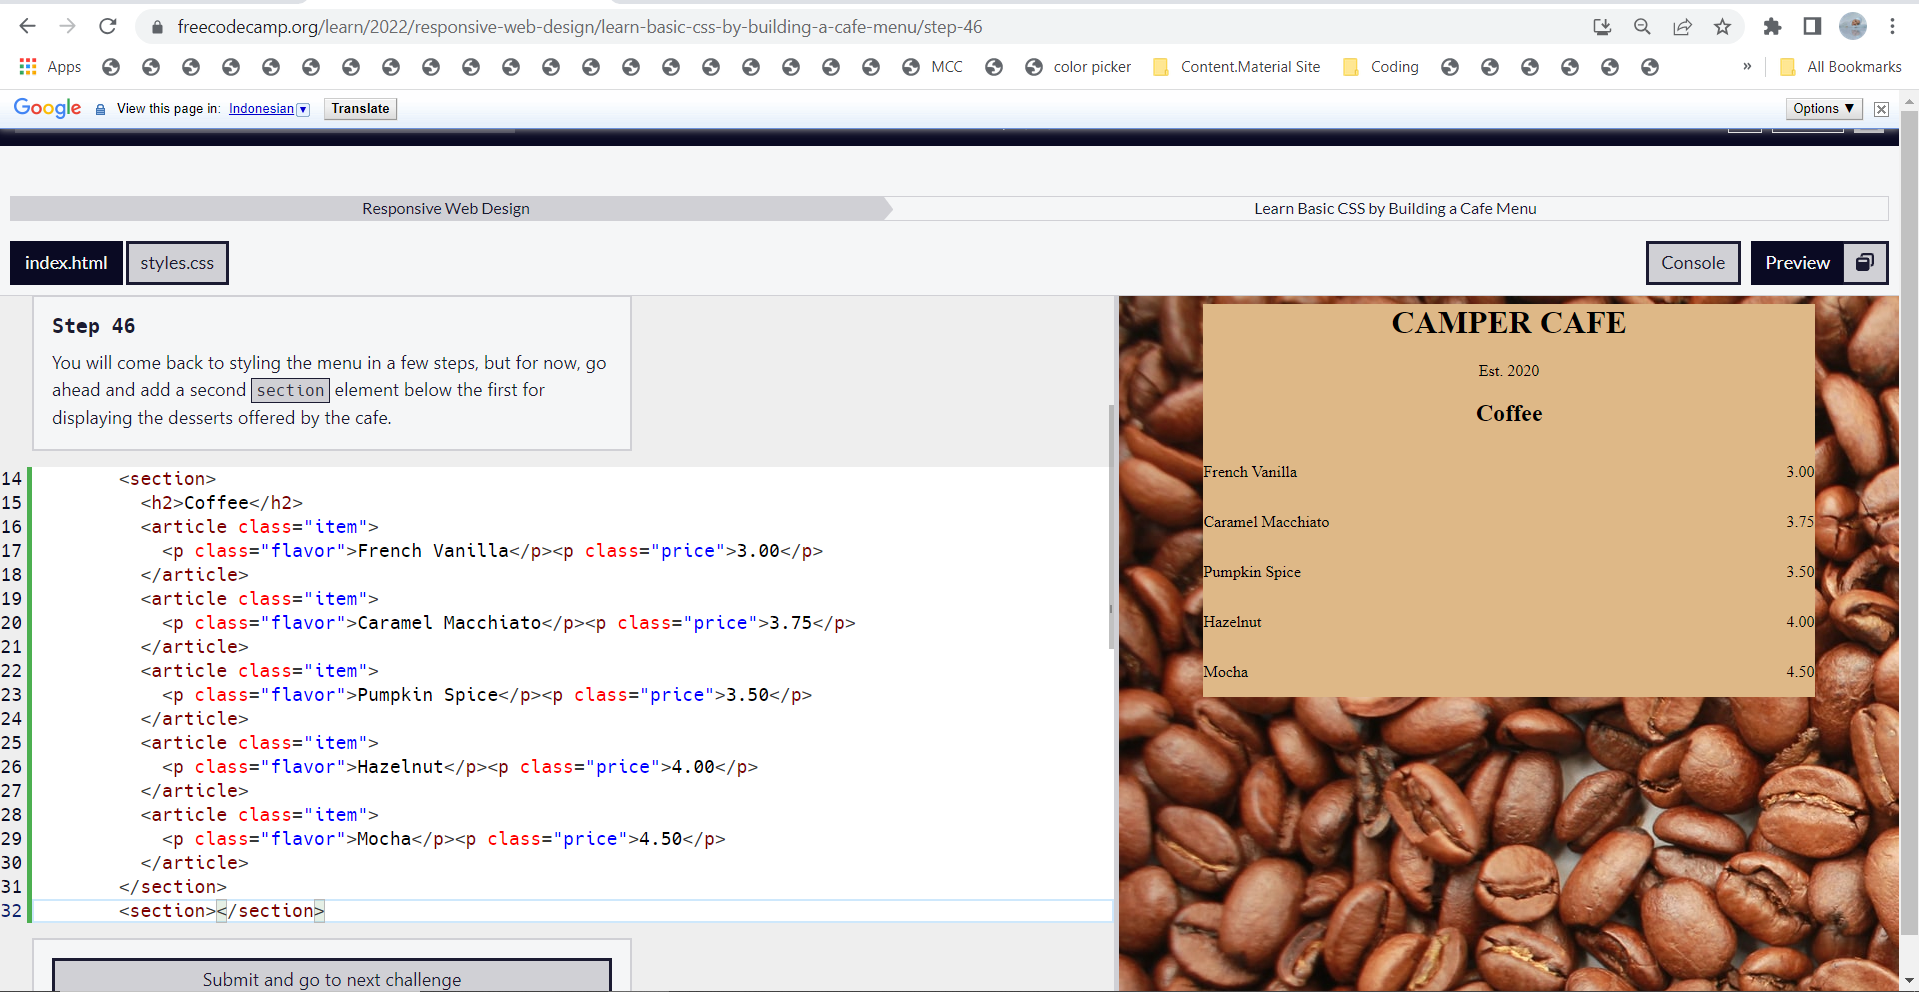 freecodecamp.org/learn/2022/responsive-web-design/learn-basic-css-by-building-a-cafe-menu/step-46
Apps MCC color picker Content.Material Site Coding » All Bookmarks
Google View this page in: Indonesian Translate Options ▼
Responsive Web Design Learn Basic CSS by Building a Cafe Menu
index.html styles.css Console Preview
Step 46
You will come back to styling the menu in a few steps, but for now, go
ahead and add a second section element below the first for
displaying the desserts offered by the cafe.
14 <section>
15 <h2>Coffee</h2>
16 <article class="item">
17 <p class="flavor">French Vanilla</p><p class="price">3.00</p>
18 </article>
19 <article class="item">
20 <p class="flavor">Caramel Macchiato</p><p class="price">3.75</p>
21 </article>
22 <article class="item">
23 <p class="flavor">Pumpkin Spice</p><p class="price">3.50</p>
24 </article>
25 <article class="item">
26 <p class="flavor">Hazelnut</p><p class="price">4.00</p>
27 </article>
28 <article class="item">
29 <p class="flavor">Mocha</p><p class="price">4.50</p>
30 </article>
31 </section>
32 <section></section>
Submit and go to next challenge
CAMPER CAFE
Est. 2020
Coffee
French Vanilla 3.00
Caramel Macchiato 3.75
Pumpkin Spice 3.50
Hazelnut 4.00
Mocha 4.50